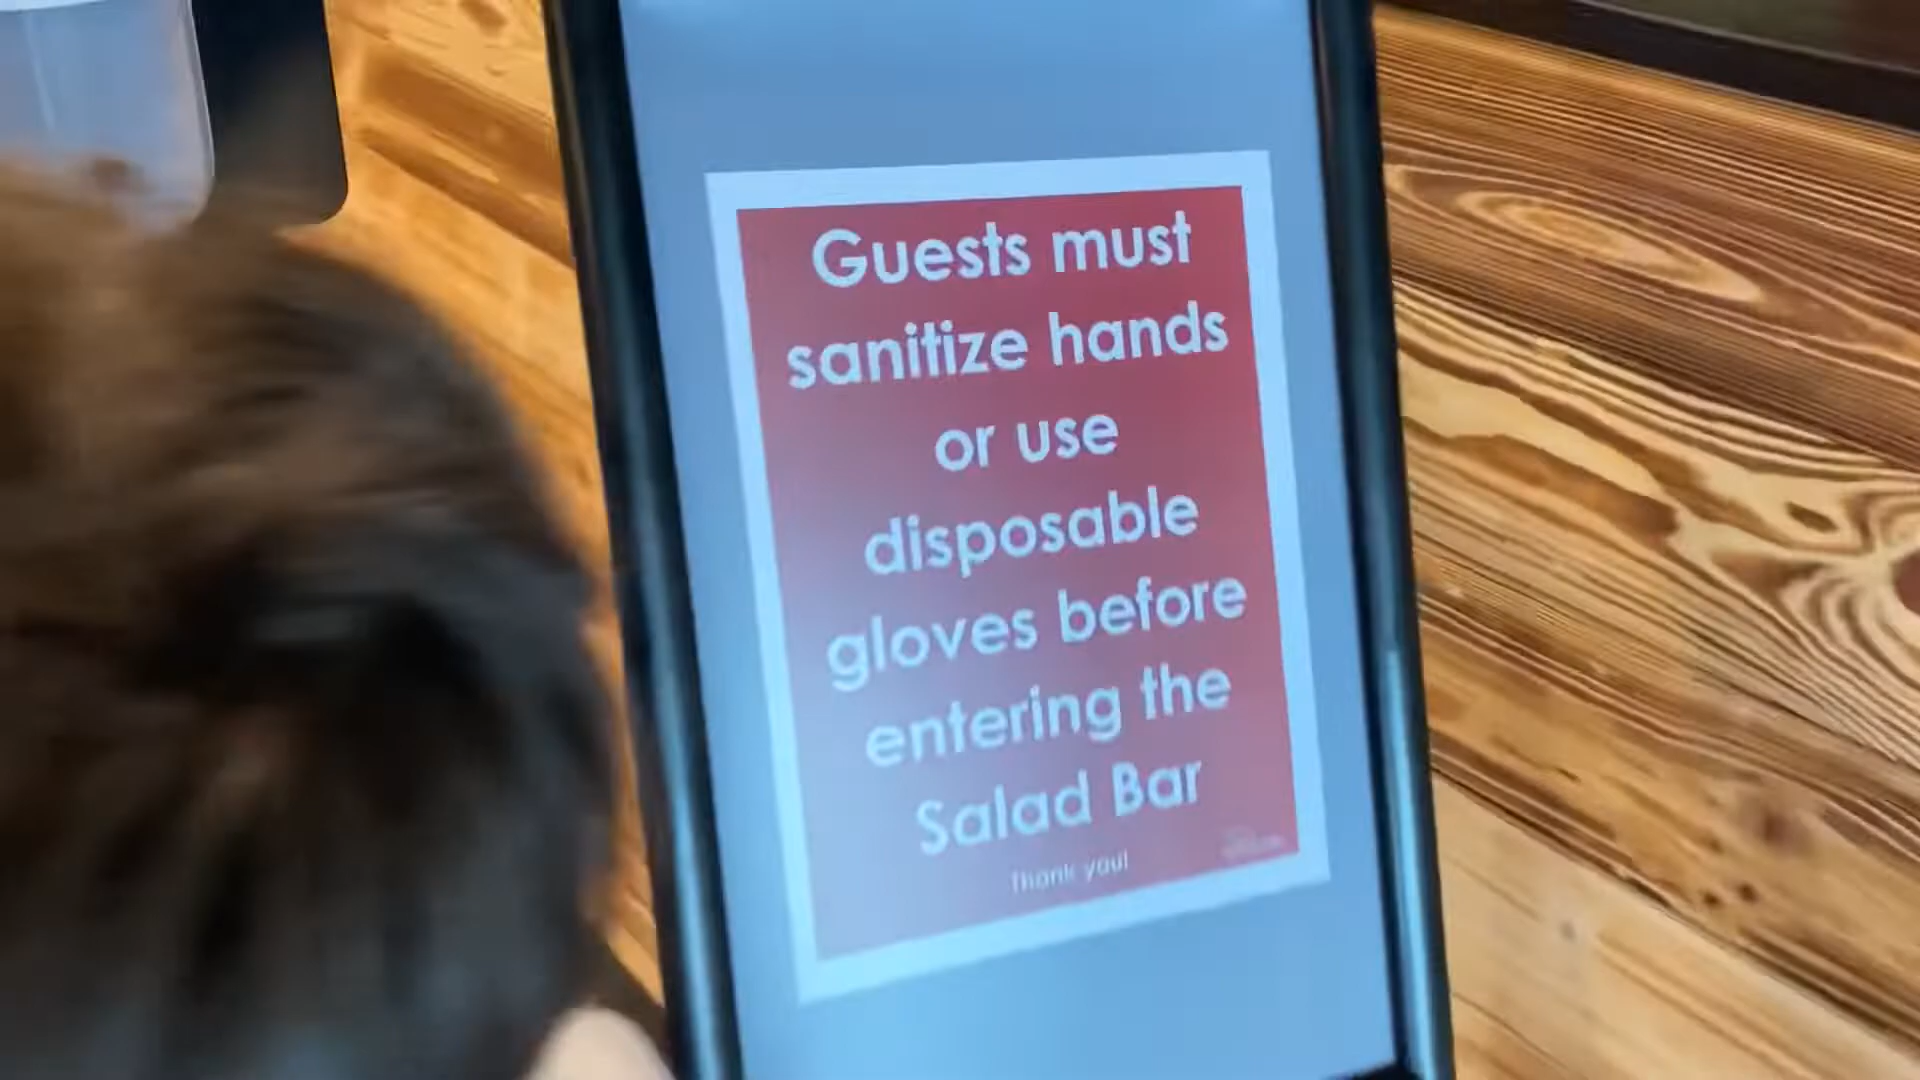 Guests must
sanitize hands
or use
disposable
gloves before
entering the
Salad Bar
Thank you!